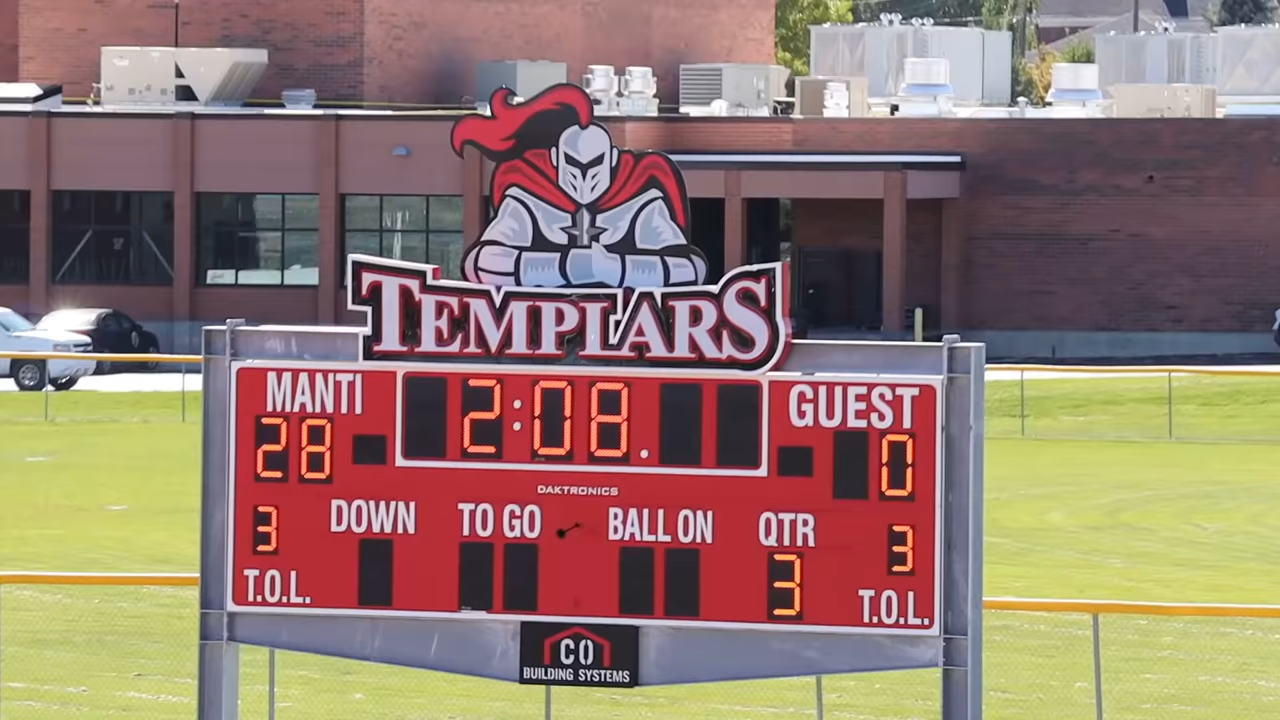 TEMPLARS
MANTI
2:08.
GUEST
28
0
DAKTRONICS
3
DOWN
TO GO
BALL ON
QTR
3
T.O.L.
3
T.O.L.
CO
BUILDING SYSTEMS